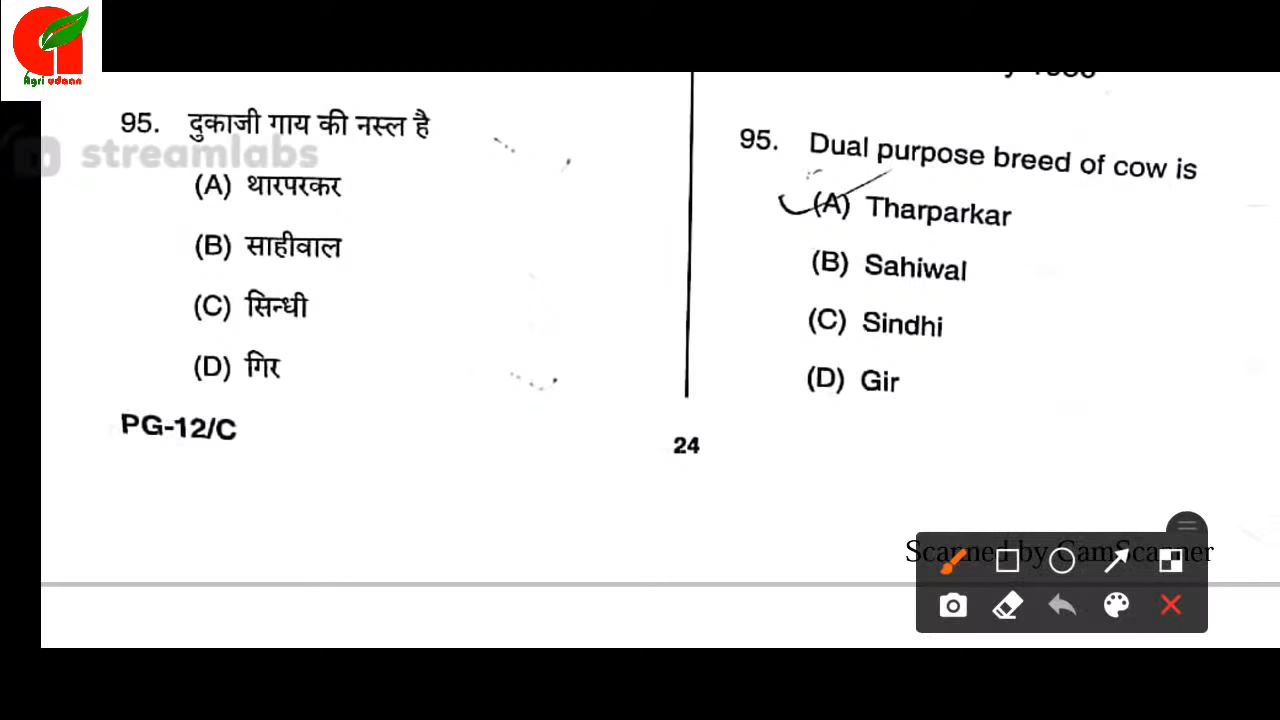 Agri udaan
streamlabs
95. दुकाजी गाय की नस्ल है
(A) थारपरकर
(B) साहीवाल
(C) सिन्धी
(D) गिर
PG-12/C
95. Dual purpose breed of cow is
(A) Tharparkar
(B) Sahiwal
(C) Sindhi
(D) Gir
24
Scanned by CamScanner